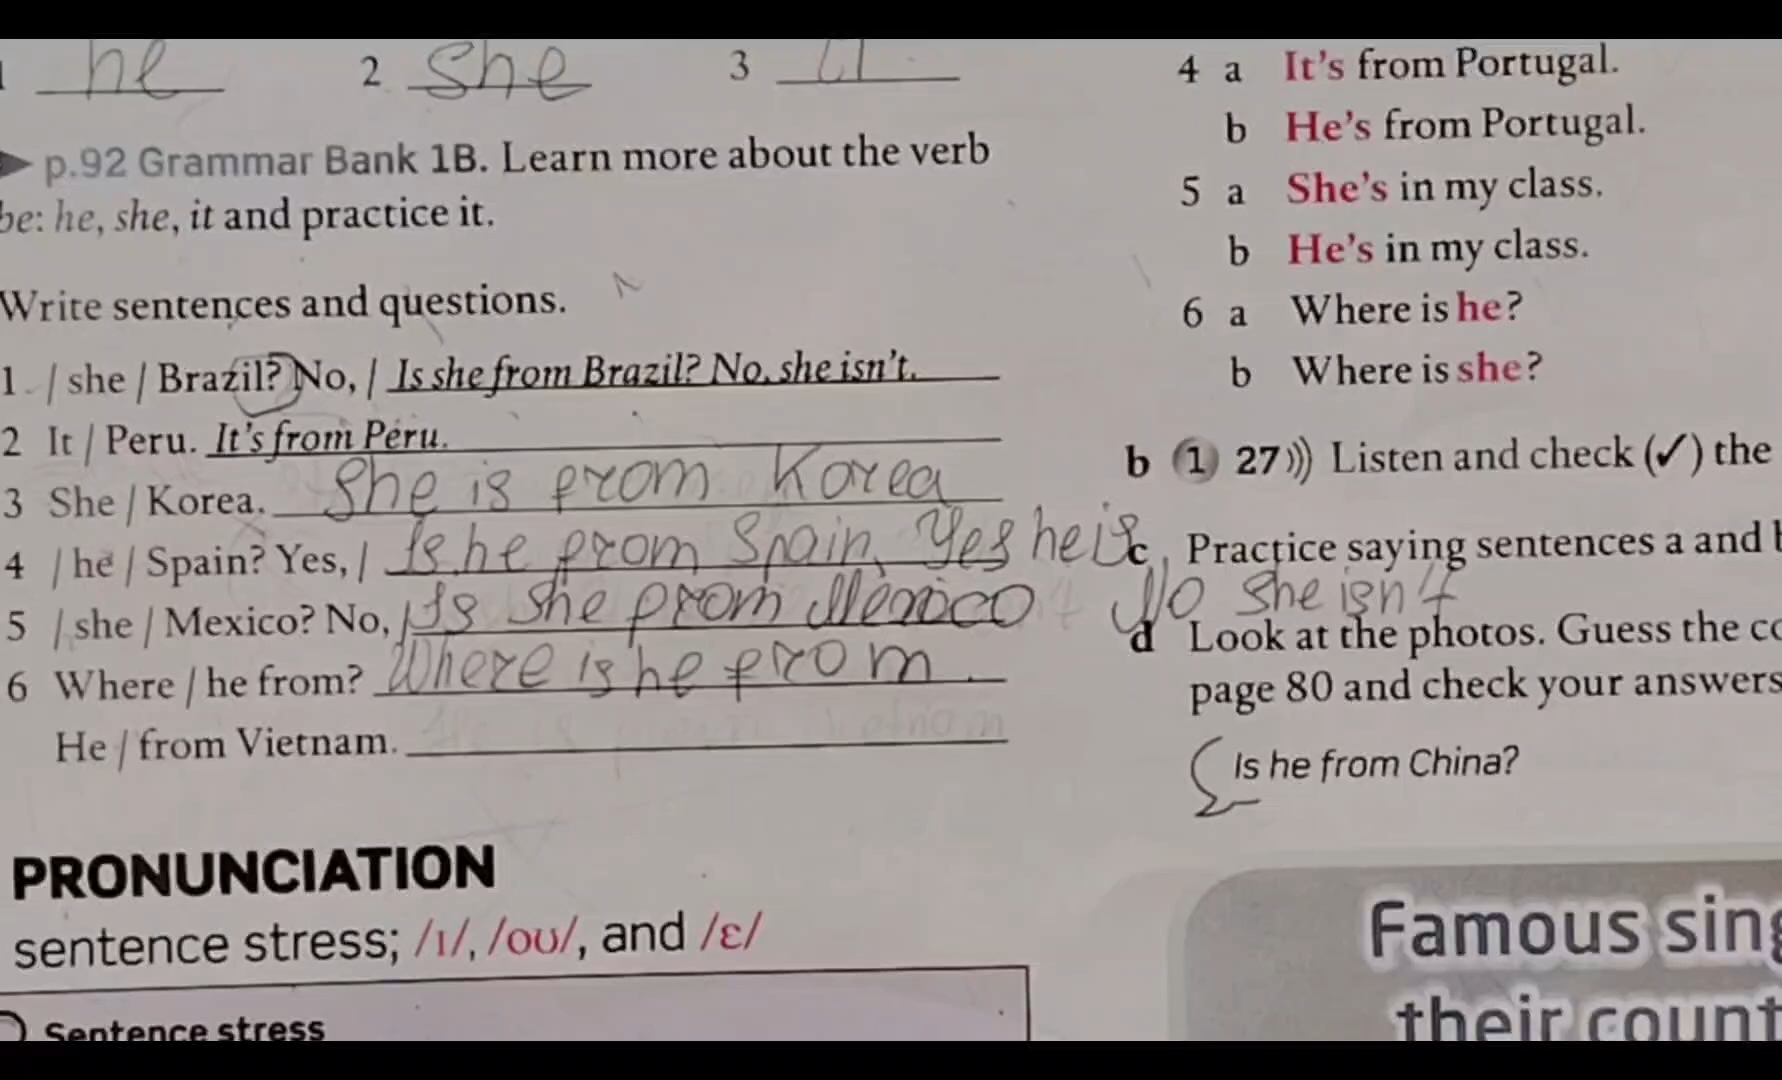 he 2 she 3 it
p.92 Grammar Bank 1B. Learn more about the verb
be: he, she, it and practice it.
Write sentences and questions.
1 / she / Brazil? No, / Is she from Brazil? No, she isn't.
2 It / Peru. It's from Peru.
3 She / Korea. She is from Korea
4 / he / Spain? Yes, / Is he from Spain, Yes he is
5 / she / Mexico? No, / Is she from Mexico No she isn't
6 Where / he from? Where is he from
He / from Vietnam.
PRONUNCIATION
sentence stress; /ɪ/, /oʊ/, and /ɛ/
Sentence stress
4 a It's from Portugal.
b He's from Portugal.
5 a She's in my class.
b He's in my class.
6 a Where is he?
b Where is she?
b 1 27 Listen and check (✓) the
c Practice saying sentences a and
d Look at the photos. Guess the
page 80 and check your answers
Is he from China?
Famous sing
their count